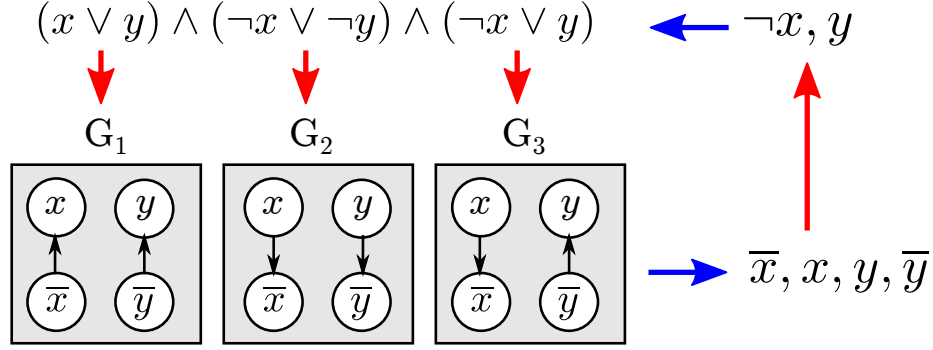 (x ∨ y) ∧ (¬x ∨ ¬y) ∧ (¬x ∨ y)
¬x, y
G₁
G₂
G₃
x y
x̅ y̅
x y
x̅ y̅
x y
x̅ y̅
x̅, x, y, y̅